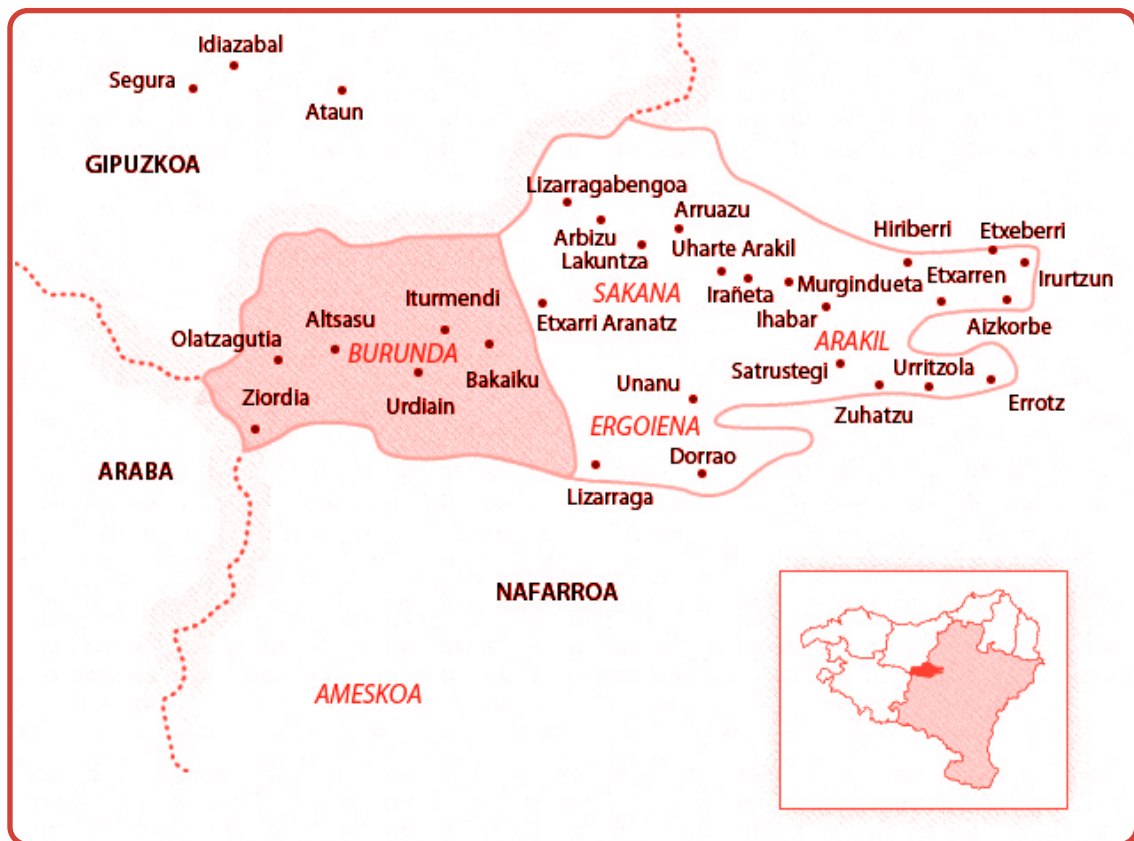 Idiazabal
Segura
Ataun
GIPUZKOA
Lizarragabengoa
Arruazu
Arbizu
Uharte Arakil
Lakuntza
Hiriberri
Etxeberri
Etxarren
Irurtzun
Murgindueta
SAKANA
Irañeta
Iturmendi
Etxarri Aranatz
Ihabar
Aizkorbe
Altsasu
Olatzagutia
BURUNDA
ARAKIL
Bakaiku
Satrustegi
Urritzola
Unanu
Ziordia
Urdiain
Zuhatzu
Errotz
ERGOIENA
Dorrao
ARABA
Lizarraga
NAFARROA
AMESKOA